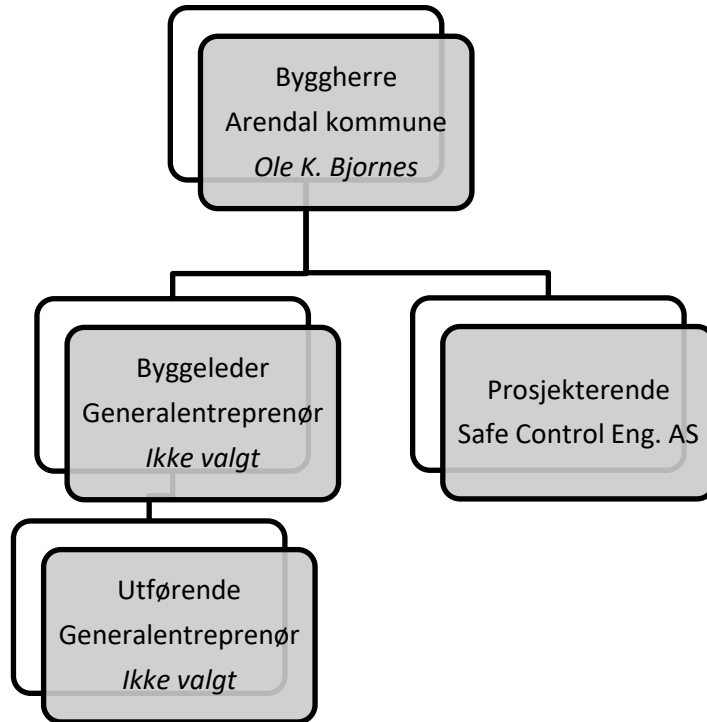 Byggherre
Arendal kommune
Ole K. Bjornes
Byggeleder
Generalentreprenør
Ikke valgt
Prosjekterende
Safe Control Eng. AS
Utførende
Generalentreprenør
Ikke valgt